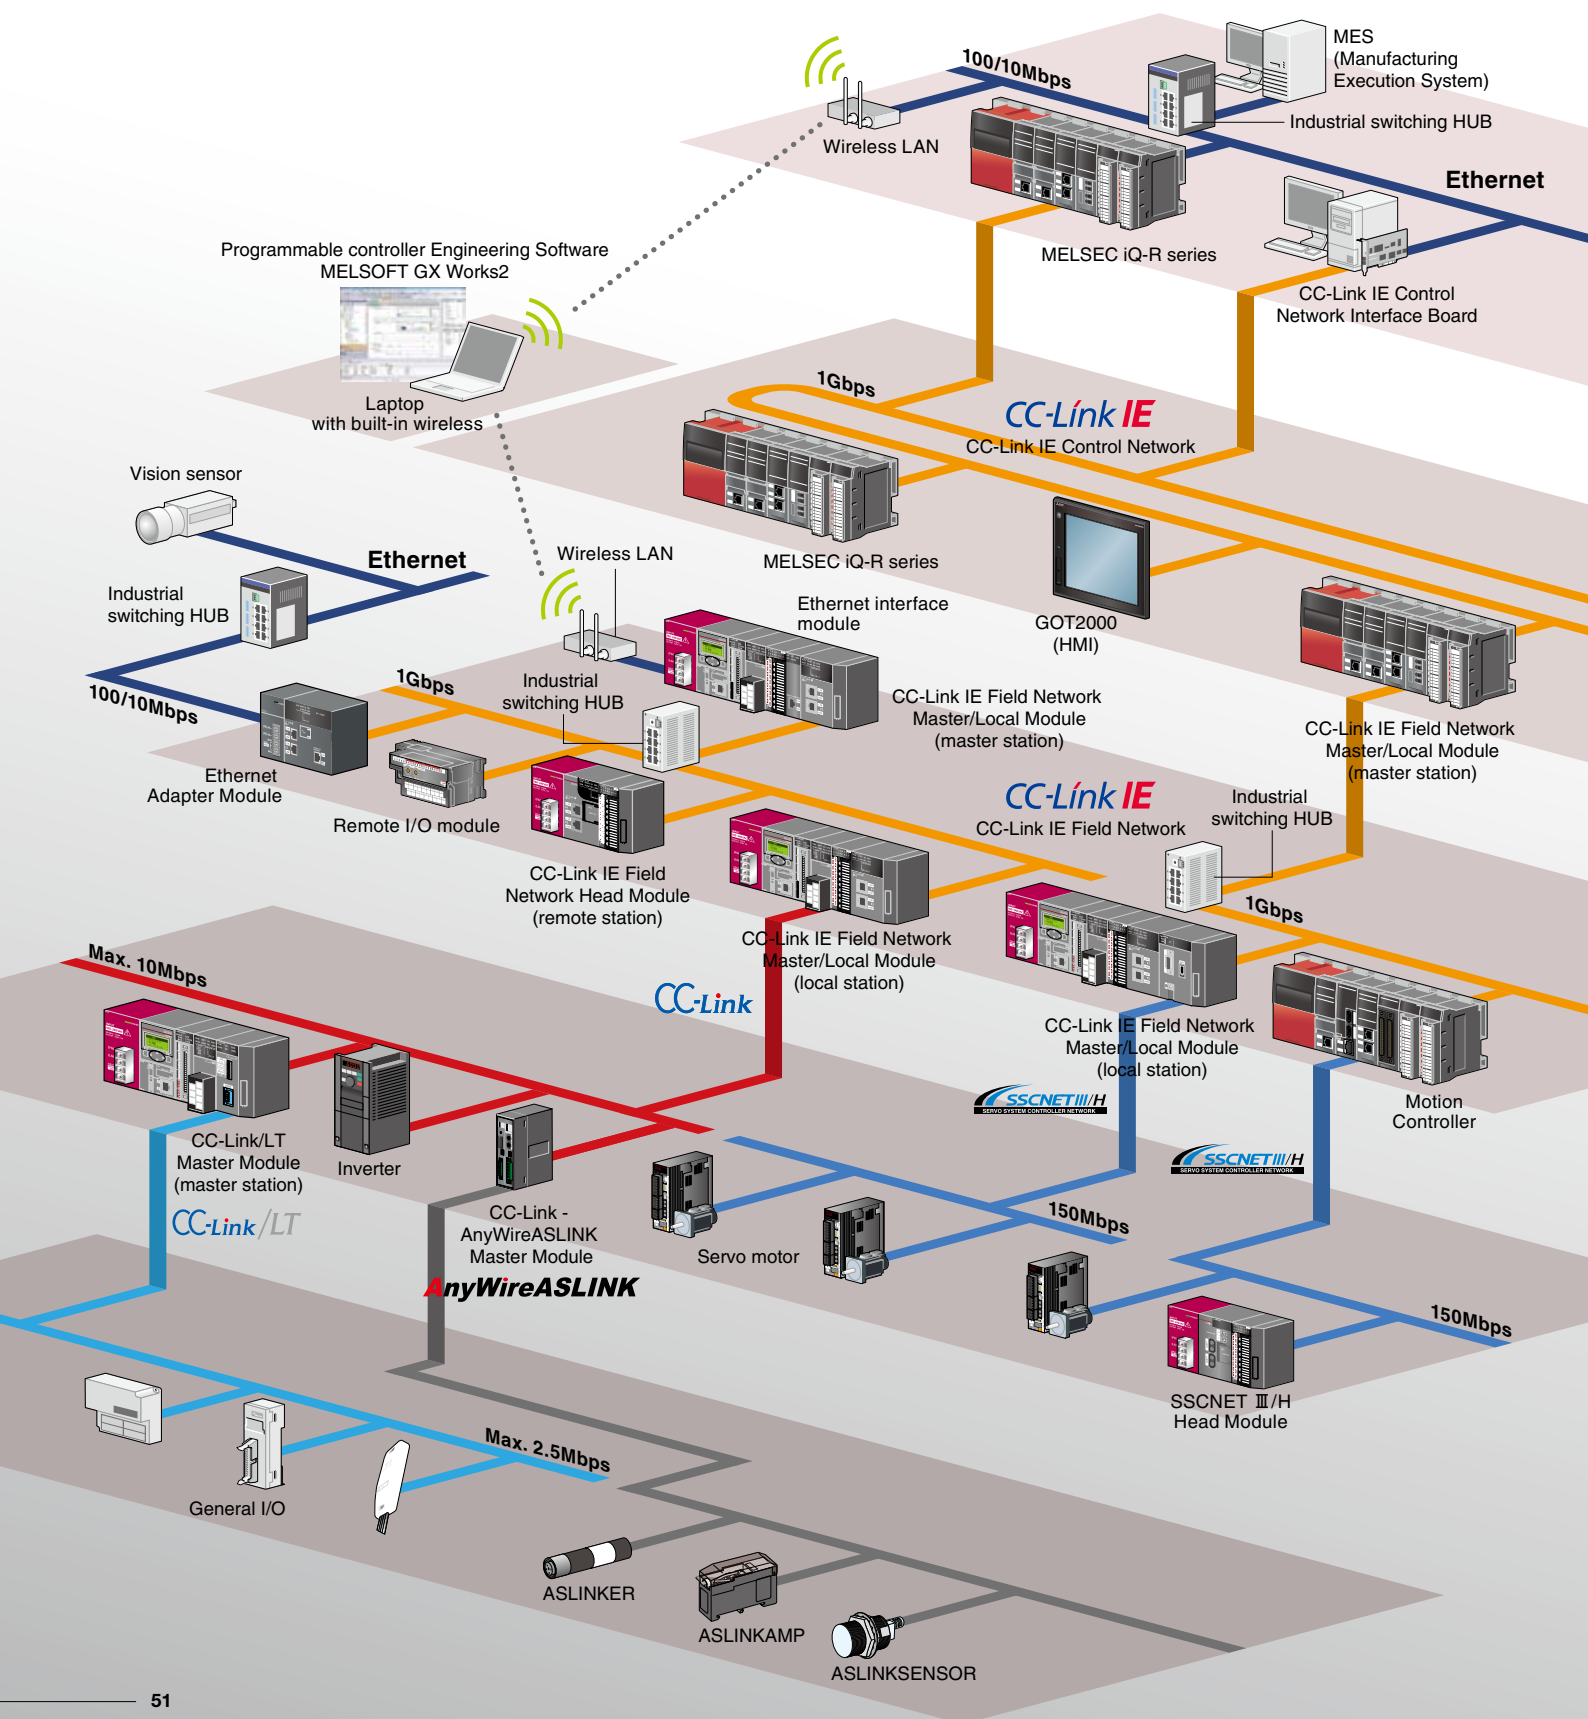 MES
(Manufacturing
Execution System)
100/10Mbps
Industrial switching HUB
Wireless LAN
Ethernet
MELSEC iQ-R series
CC-Link IE Control
Network Interface Board
Programmable controller Engineering Software
MELSOFT GX Works2
Laptop
with built-in wireless
1Gbps
CC-Link IE
CC-Link IE Control Network
Vision sensor
Ethernet
Industrial
switching HUB
Wireless LAN
MELSEC iQ-R series
GOT2000
(HMI)
Ethernet interface
module
100/10Mbps
1Gbps
Industrial
switching HUB
CC-Link IE Field Network
Master/Local Module
(master station)
CC-Link IE Field Network
Master/Local Module
(master station)
Ethernet
Adapter Module
Remote I/O module
CC-Link IE
CC-Link IE Field Network
Industrial
switching HUB
CC-Link IE Field
Network Head Module
(remote station)
1Gbps
CC-Link IE Field Network
Master/Local Module
(local station)
Max. 10Mbps
CC-Link
CC-Link IE Field Network
Master/Local Module
(local station)
SSCNETIII/H
SERVO SYSTEM CONTROLLER NETWORK
Motion
Controller
SSCNETIII/H
SERVO SYSTEM CONTROLLER NETWORK
CC-Link/LT
Master Module
(master station)
CC-Link/LT
Inverter
CC-Link -
AnyWireASLINK
Master Module
AnyWireASLINK
Servo motor
150Mbps
150Mbps
SSCNET Ⅲ/H
Head Module
Max. 2.5Mbps
General I/O
ASLINKER
ASLINKAMP
ASLINKSENSOR
51